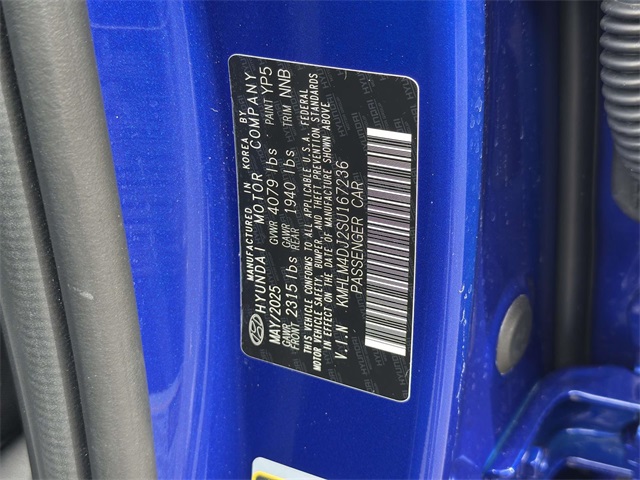 MANUFACTURED IN KOREA BY
HYUNDAI MOTOR COMPANY
MAY/2025 GVWR 4079 lbs PAINT YP5
GAWR FRONT 2315 lbs GAWR REAR 1940 lbs TRIM NNB
THIS VEHICLE CONFORMS TO ALL APPLICABLE U.S.A. FEDERAL
MOTOR VEHICLE SAFETY, BUMPER, AND THEFT PREVENTION STANDARDS
IN EFFECT ON THE DATE OF MANUFACTURE SHOWN ABOVE.
V.I.N KMHLM4DJ2SU167236
PASSENGER CAR